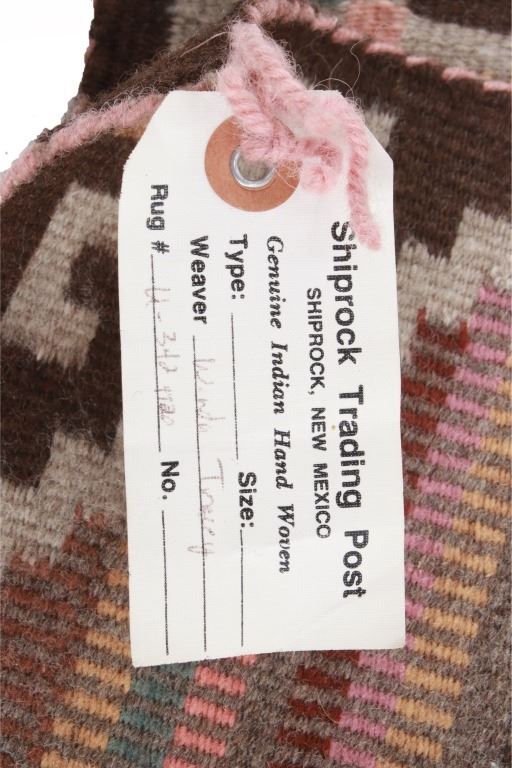 Shiprock Trading Post
SHIPROCK, NEW MEXICO
Genuine Indian Hand Woven
Type: Size:
Weaver
Rug # No.